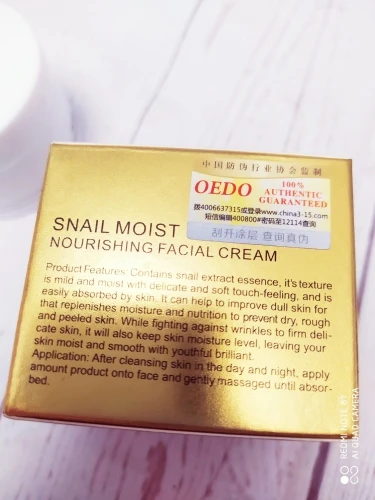 中国防伪行业协会监制
OEDO
100%
AUTHENTIC
GUARANTEED
拨4006637315或登录www.china3-15.com
短信编辑400800#密码至12114查询
刮开涂层 查询真伪
SNAIL MOIST
NOURISHING FACIAL CREAM
Product Features: Contains snail extract essence, it's texture
is mild and moist with delicate and soft touch-feeling, and is
easily absorbed by skin. It can help to improve dull skin for
that replenishes moisture and nutrition to prevent dry, rough
and peeled skin. While fighting against wrinkles to firm deli-
cate skin, it will also keep skin moisture level, leaving your
skin moist and smooth with youthful brilliant.
Application: After cleansing skin in the day and night, apply
amount product onto face and gently massaged until absor-
bed.
REDMI NOTE 8T
AI QUAD CAMERA